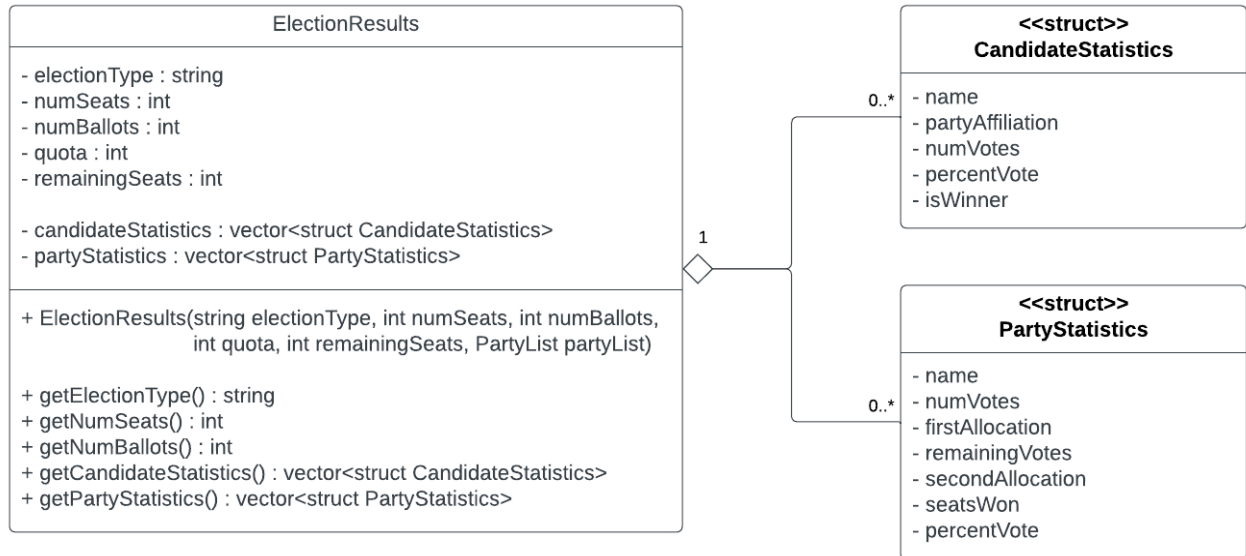 ElectionResults
- electionType : string
- numSeats : int
- numBallots : int
- quota : int
- remainingSeats : int
- candidateStatistics : vector<struct CandidateStatistics>
- partyStatistics : vector<struct PartyStatistics>
+ ElectionResults(string electionType, int numSeats, int numBallots,
int quota, int remainingSeats, PartyList partyList)
+ getElectionType() : string
+ getNumSeats() : int
+ getNumBallots() : int
+ getCandidateStatistics() : vector<struct CandidateStatistics>
+ getPartyStatistics() : vector<struct PartyStatistics>
1
0..*
<<struct>>
CandidateStatistics
- name
- partyAffiliation
- numVotes
- percentVote
- isWinner
0..*
<<struct>>
PartyStatistics
- name
- numVotes
- firstAllocation
- remainingVotes
- secondAllocation
- seatsWon
- percentVote